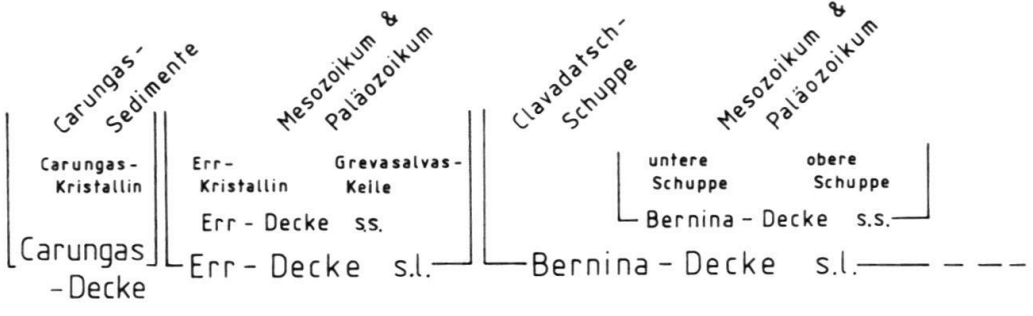 Carungas-
Sedimente
Mesozoikum &
Paläozoikum
Clavadatsch-
Schuppe
Mesozoikum &
Paläozoikum
Carungas-
Kristallin
Err-
Kristallin
Grevasalvas-
Keile
untere
Schuppe
obere
Schuppe
Err-Decke s.s.
Bernina-Decke s.s.
Carungas
-Decke
Err-Decke s.l.
Bernina-Decke s.l.